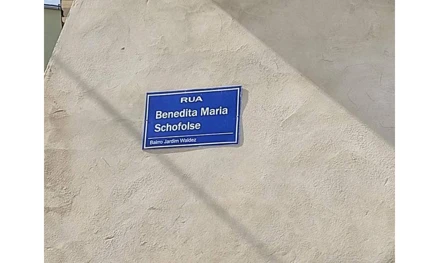 RUA
Benedita Maria
Schofolse
Bairro Jardim Waldez